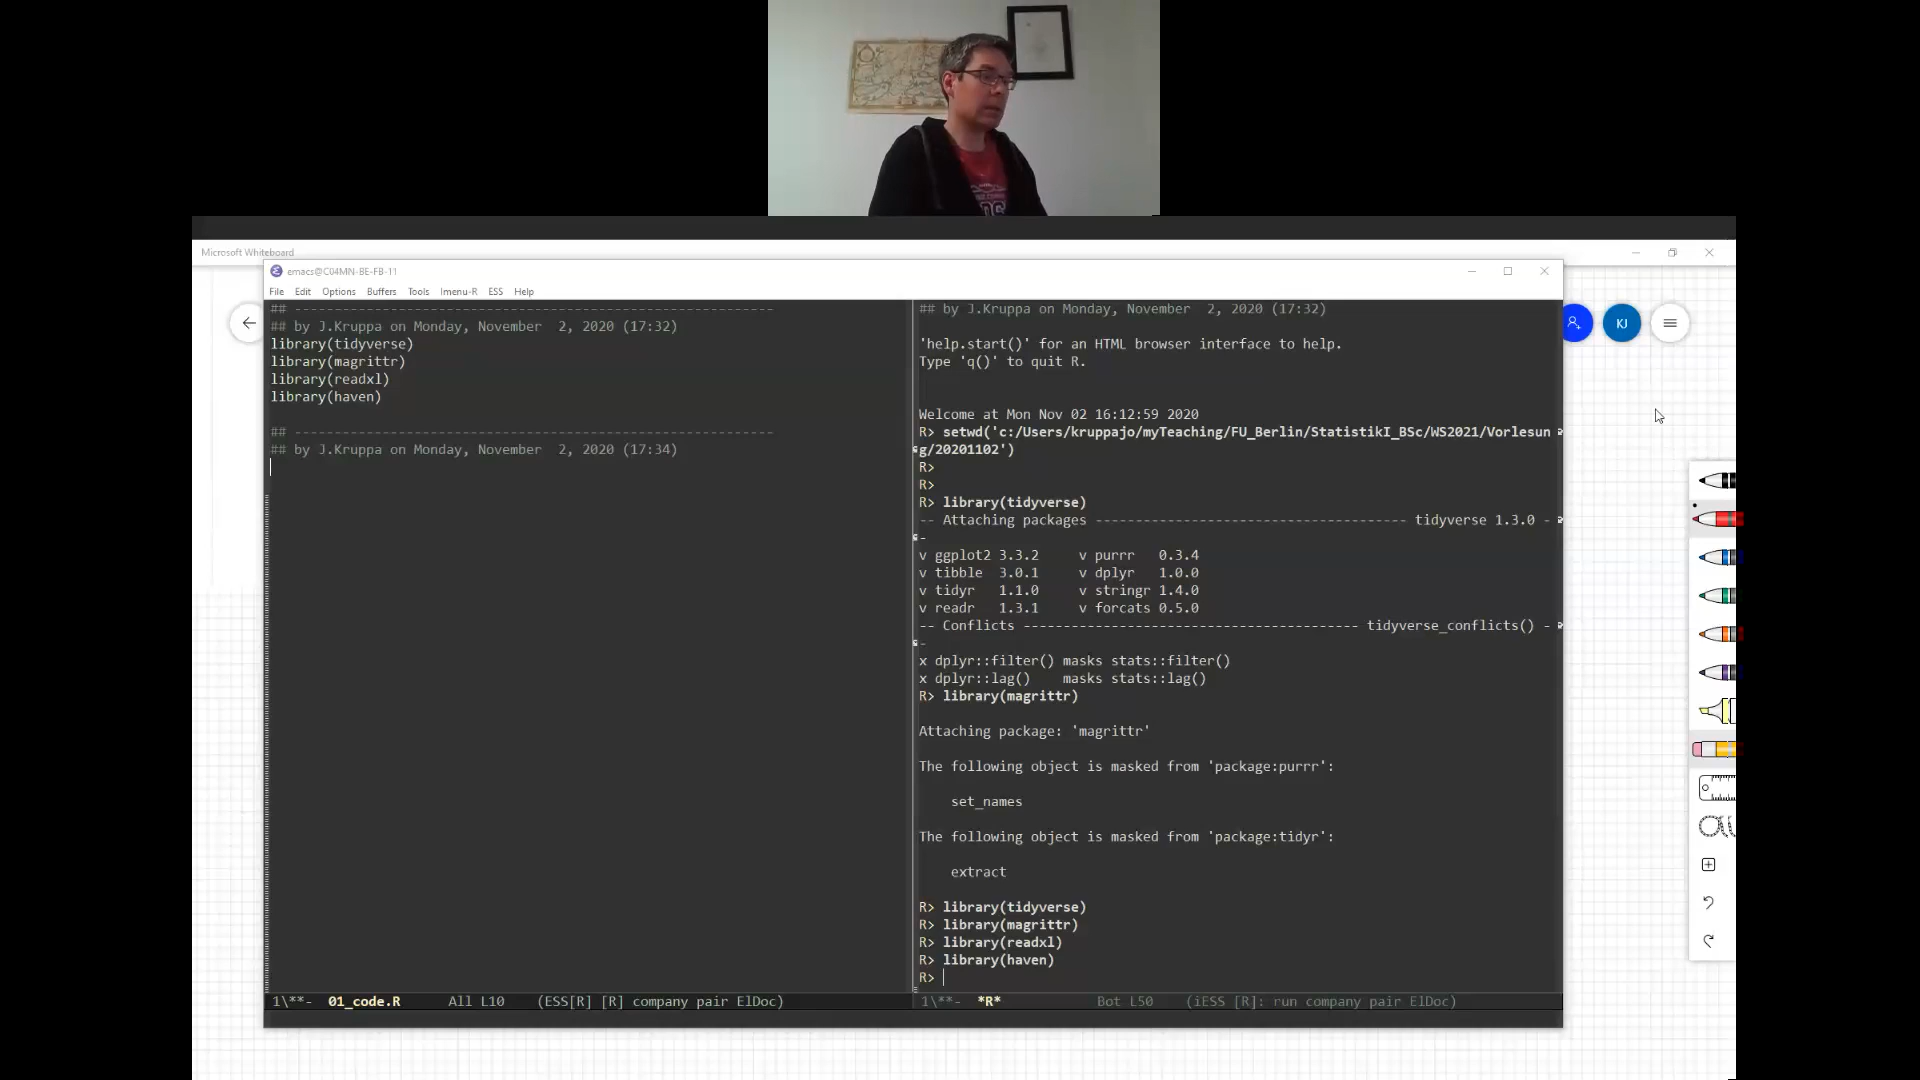 Microsoft Whiteboard
emacs@C04MN-BE-FB-11
File Edit Options Buffers Tools Imenu-R ESS Help
## -------------------------------------------------------------
## by J.Kruppa on Monday, November  2, 2020 (17:32)
library(tidyverse)
library(magrittr)
library(readxl)
library(haven)
## -------------------------------------------------------------
## by J.Kruppa on Monday, November  2, 2020 (17:34)
1\**-  01_code.R      All L10    (ESS[R] [R] company pair ElDoc)
## by J.Kruppa on Monday, November  2, 2020 (17:32)
'help.start()' for an HTML browser interface to help.
Type 'q()' to quit R.
Welcome at Mon Nov 02 16:12:59 2020
R> setwd('c:/Users/kruppajo/myTeaching/FU_Berlin/StatistikI_BSc/WS2021/Vorlesun
g/20201102')
R>
R>
R> library(tidyverse)
-- Attaching packages --------------------------------------- tidyverse 1.3.0 -
-
v ggplot2 3.3.2     v purrr   0.3.4
v tibble  3.0.1     v dplyr   1.0.0
v tidyr   1.1.0     v stringr 1.4.0
v readr   1.3.1     v forcats 0.5.0
-- Conflicts ------------------------------------------ tidyverse_conflicts() -
-
x dplyr::filter() masks stats::filter()
x dplyr::lag()    masks stats::lag()
R> library(magrittr)
Attaching package: 'magrittr'
The following object is masked from 'package:purrr':
set_names
The following object is masked from 'package:tidyr':
extract
R> library(tidyverse)
R> library(magrittr)
R> library(readxl)
R> library(haven)
R>
1\**-  *R*            Bot L50    (iESS [R]: run company pair ElDoc)
KJ